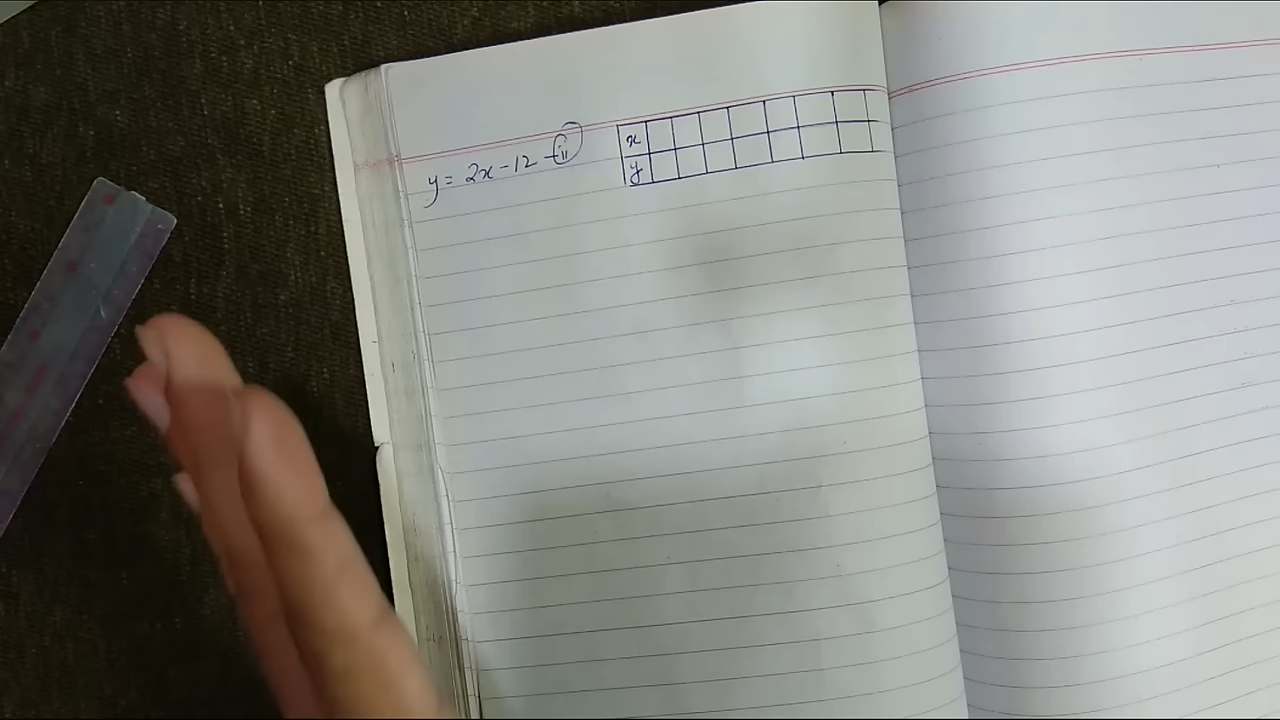 y = 2x - 12 - (ii)
x
y